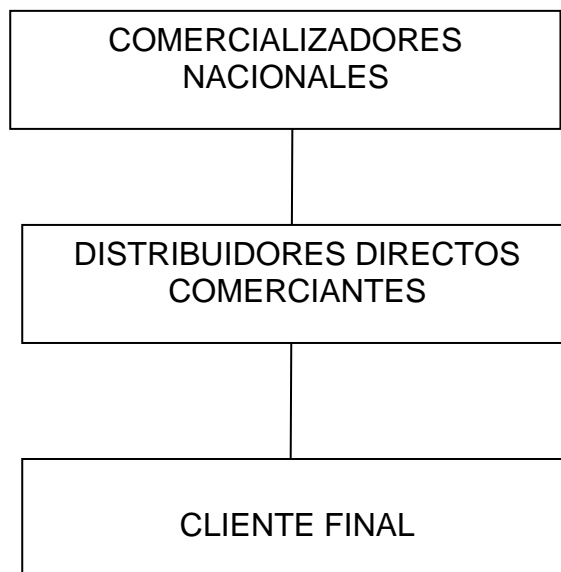 COMERCIALIZADORES
NACIONALES
DISTRIBUIDORES DIRECTOS
COMERCIANTES
CLIENTE FINAL